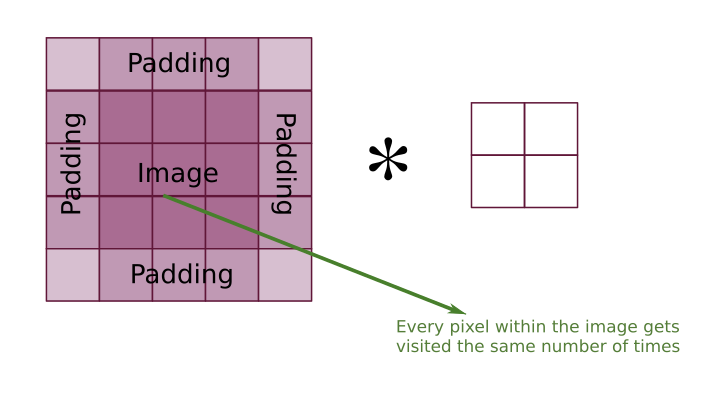 Padding
Padding
Image
Padding
Padding
*
Every pixel within the image gets
visited the same number of times